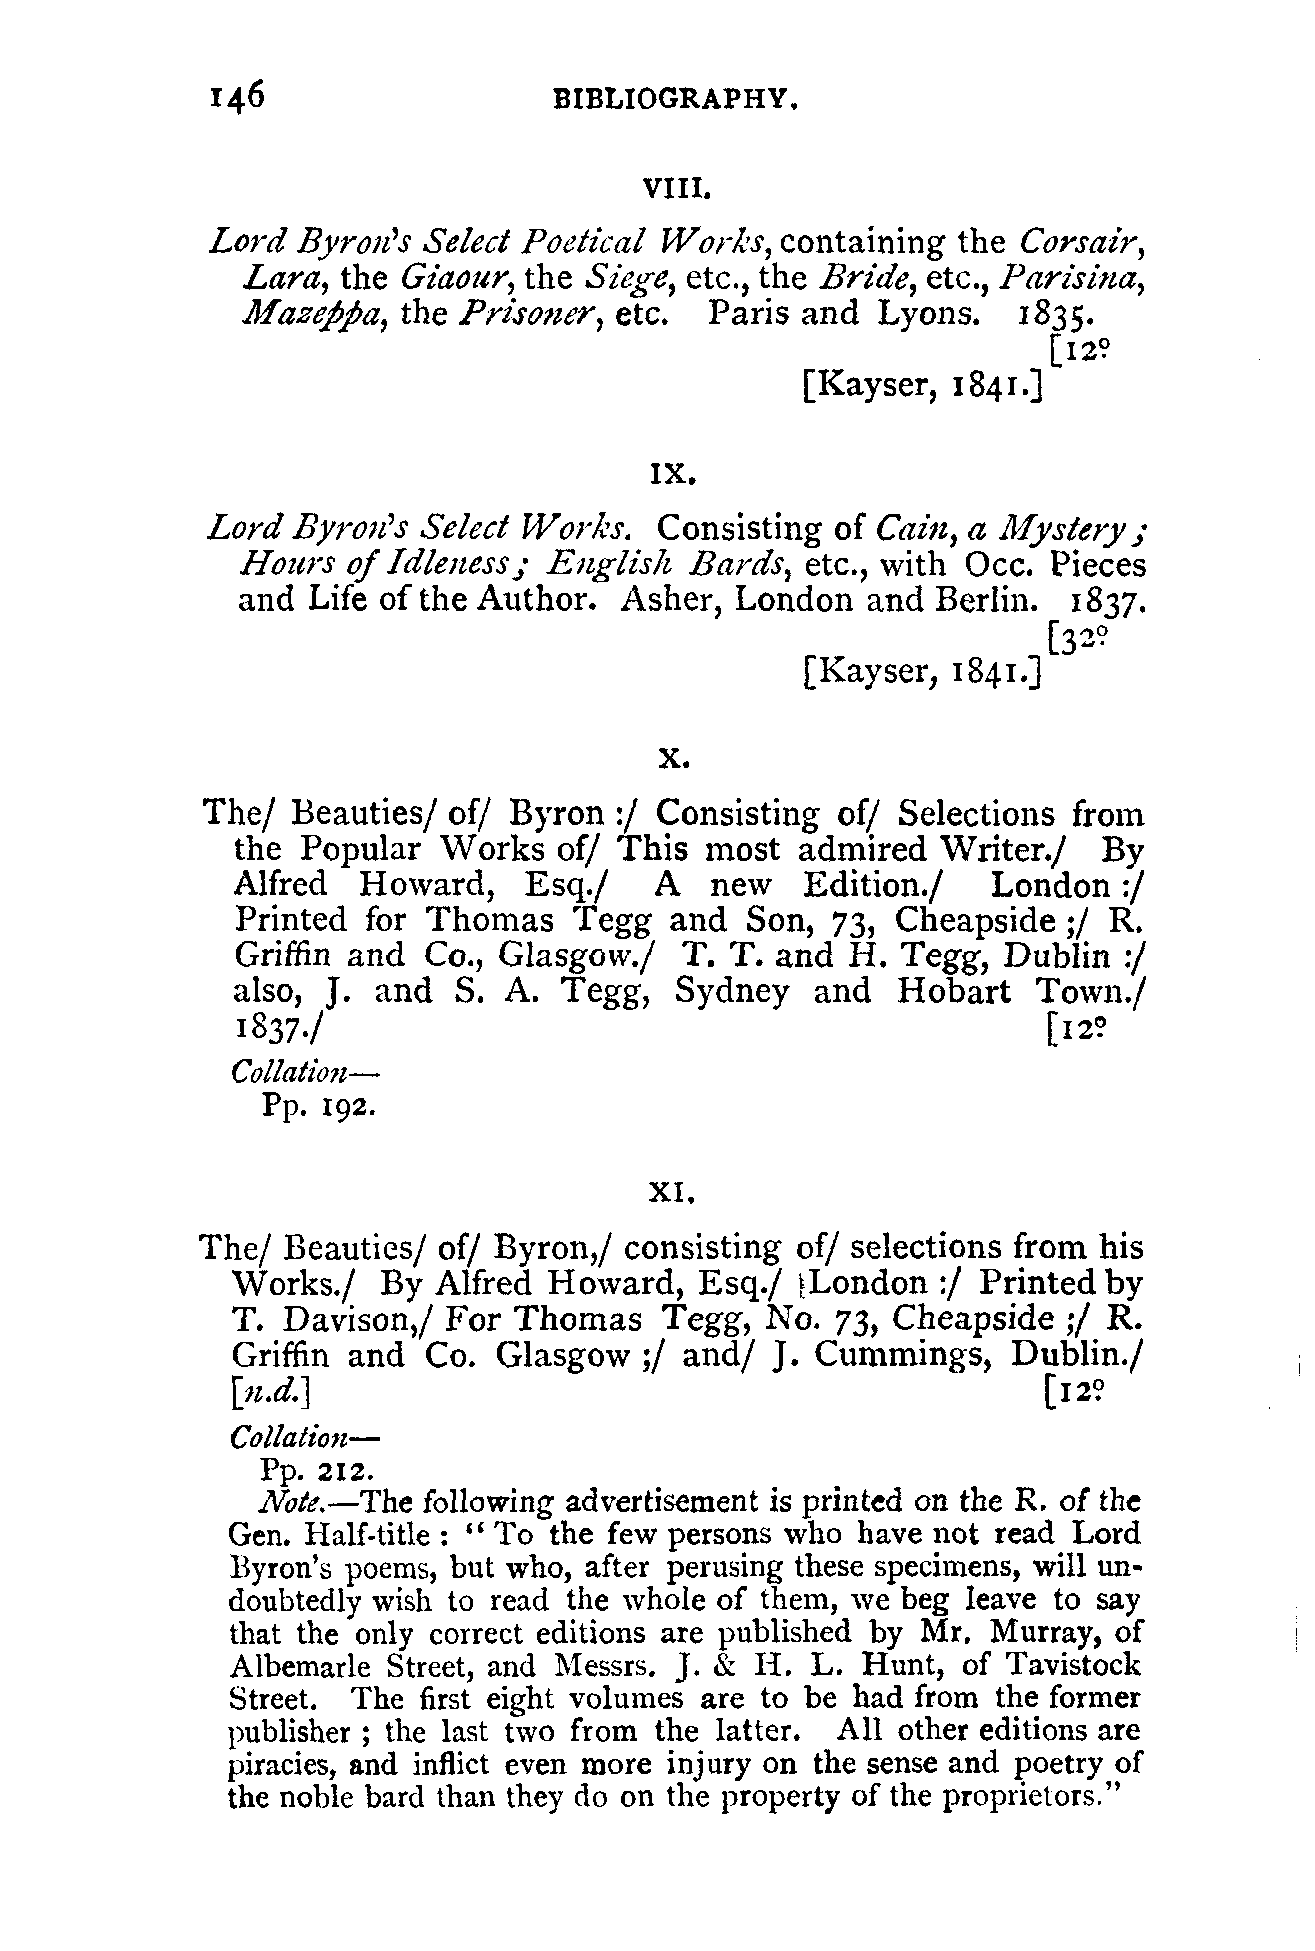 146 BIBLIOGRAPHY.
VIII.
Lord Byron's Select Poetical Works, containing the Corsair,
Lara, the Giaour, the Siege, etc., the Bride, etc., Parisina,
Mazeppa, the Prisoner, etc. Paris and Lyons. 1835.
[12º
[Kayser, 1841.]
IX.
Lord Byron's Select Works. Consisting of Cain, a Mystery;
Hours of Idleness; English Bards, etc., with Occ. Pieces
and Life of the Author. Asher, London and Berlin. 1837.
[32º
[Kayser, 1841.]
X.
The/ Beauties/ of/ Byron :/ Consisting of/ Selections from
the Popular Works of/ This most admired Writer./ By
Alfred Howard, Esq./ A new Edition./ London :/
Printed for Thomas Tegg and Son, 73, Cheapside ;/ R.
Griffin and Co., Glasgow./ T. T. and H. Tegg, Dublin :/
also, J. and S. A. Tegg, Sydney and Hobart Town./
1837./ [12º
Collation—
Pp. 192.
XI.
The/ Beauties/ of/ Byron,/ consisting of/ selections from his
Works./ By Alfred Howard, Esq./ London :/ Printed by
T. Davison,/ For Thomas Tegg, No. 73, Cheapside ;/ R.
Griffin and Co. Glasgow ;/ and/ J. Cummings, Dublin./
[n.d.] [12º
Collation—
Pp. 212.
Note.—The following advertisement is printed on the R. of the
Gen. Half-title : "To the few persons who have not read Lord
Byron's poems, but who, after perusing these specimens, will un-
doubtedly wish to read the whole of them, we beg leave to say
that the only correct editions are published by Mr. Murray, of
Albemarle Street, and Messrs. J. & H. L. Hunt, of Tavistock
Street. The first eight volumes are to be had from the former
publisher ; the last two from the latter. All other editions are
piracies, and inflict even more injury on the sense and poetry of
the noble bard than they do on the property of the proprietors."